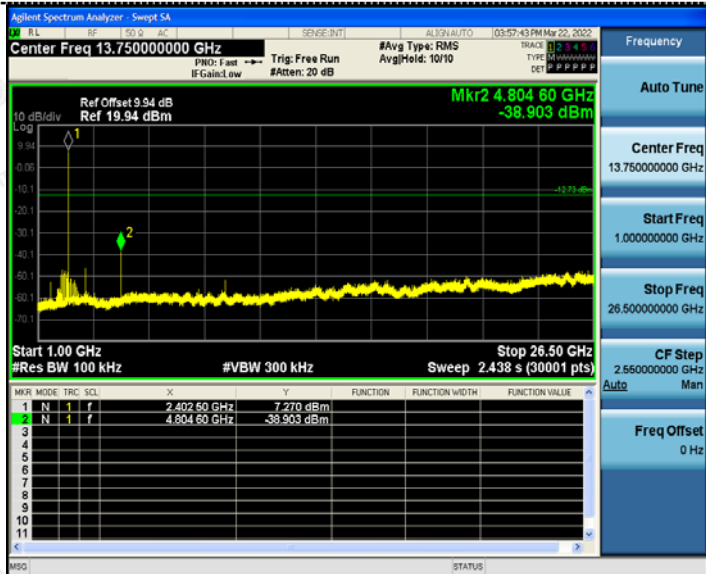 Agilent Spectrum Analyzer - Swept SA
RL RF 50 Ω AC SENSE:INT ALIGN AUTO 03:57:43 PM Mar 22, 2022
Center Freq 13.750000000 GHz
PNO: Fast
IFGain:Low
Trig: Free Run
#Atten: 20 dB
#Avg Type: RMS
Avg|Hold: 10/10
TRACE 1 2 3 4 5 6
TYPE M
DET P P P P P P
Ref Offset 9.94 dB
10 dB/div Ref 19.94 dBm
Log
Mkr2 4.804 60 GHz
-38.903 dBm
9.94
-0.06
-10.1
-20.1
-30.1
-40.1
-50.1
-60.1
-70.1
1
2
-12.73 dBm
Start 1.00 GHz Stop 26.50 GHz
#Res BW 100 kHz #VBW 300 kHz Sweep 2.438 s (30001 pts)
MKR MODE TRC SCL X Y FUNCTION FUNCTION WIDTH FUNCTION VALUE
1 N 1 f 2.402 50 GHz 7.270 dBm
2 N 1 f 4.804 60 GHz -38.903 dBm
3
4
5
6
7
8
9
10
11
MSG STATUS
Frequency
Auto Tune
Center Freq
13.750000000 GHz
Start Freq
1.000000000 GHz
Stop Freq
26.500000000 GHz
CF Step
2.550000000 GHz
Auto Man
Freq Offset
0 Hz